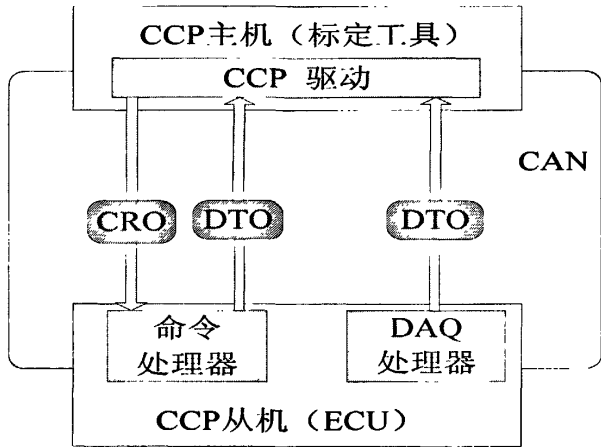 CCP主机（标定工具）
CCP 驱动
CAN
CRO
DTO
DTO
命令
处理器
DAQ
处理器
CCP从机（ECU）